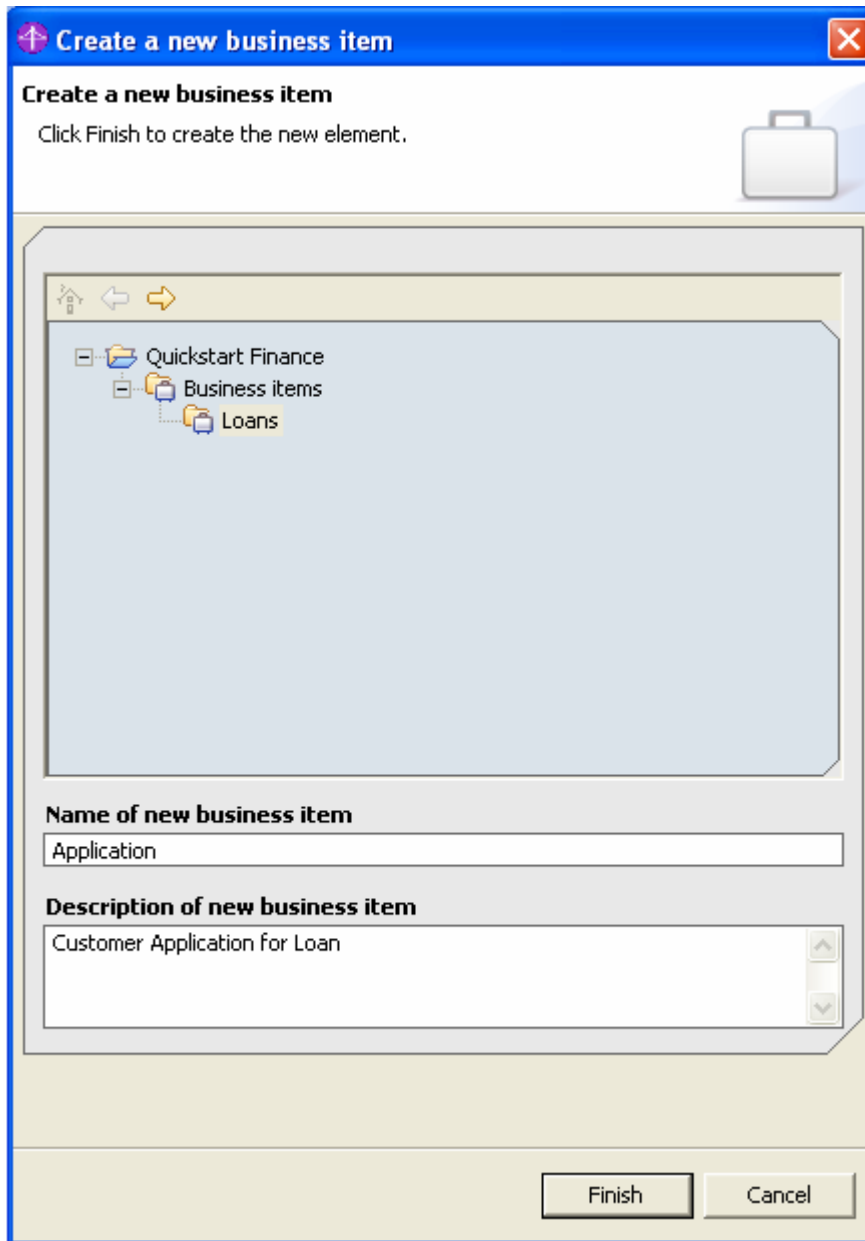 Create a new business item
Create a new business item
Click Finish to create the new element.
Quickstart Finance
Business items
Loans
Name of new business item
Application
Description of new business item
Customer Application for Loan
Finish Cancel